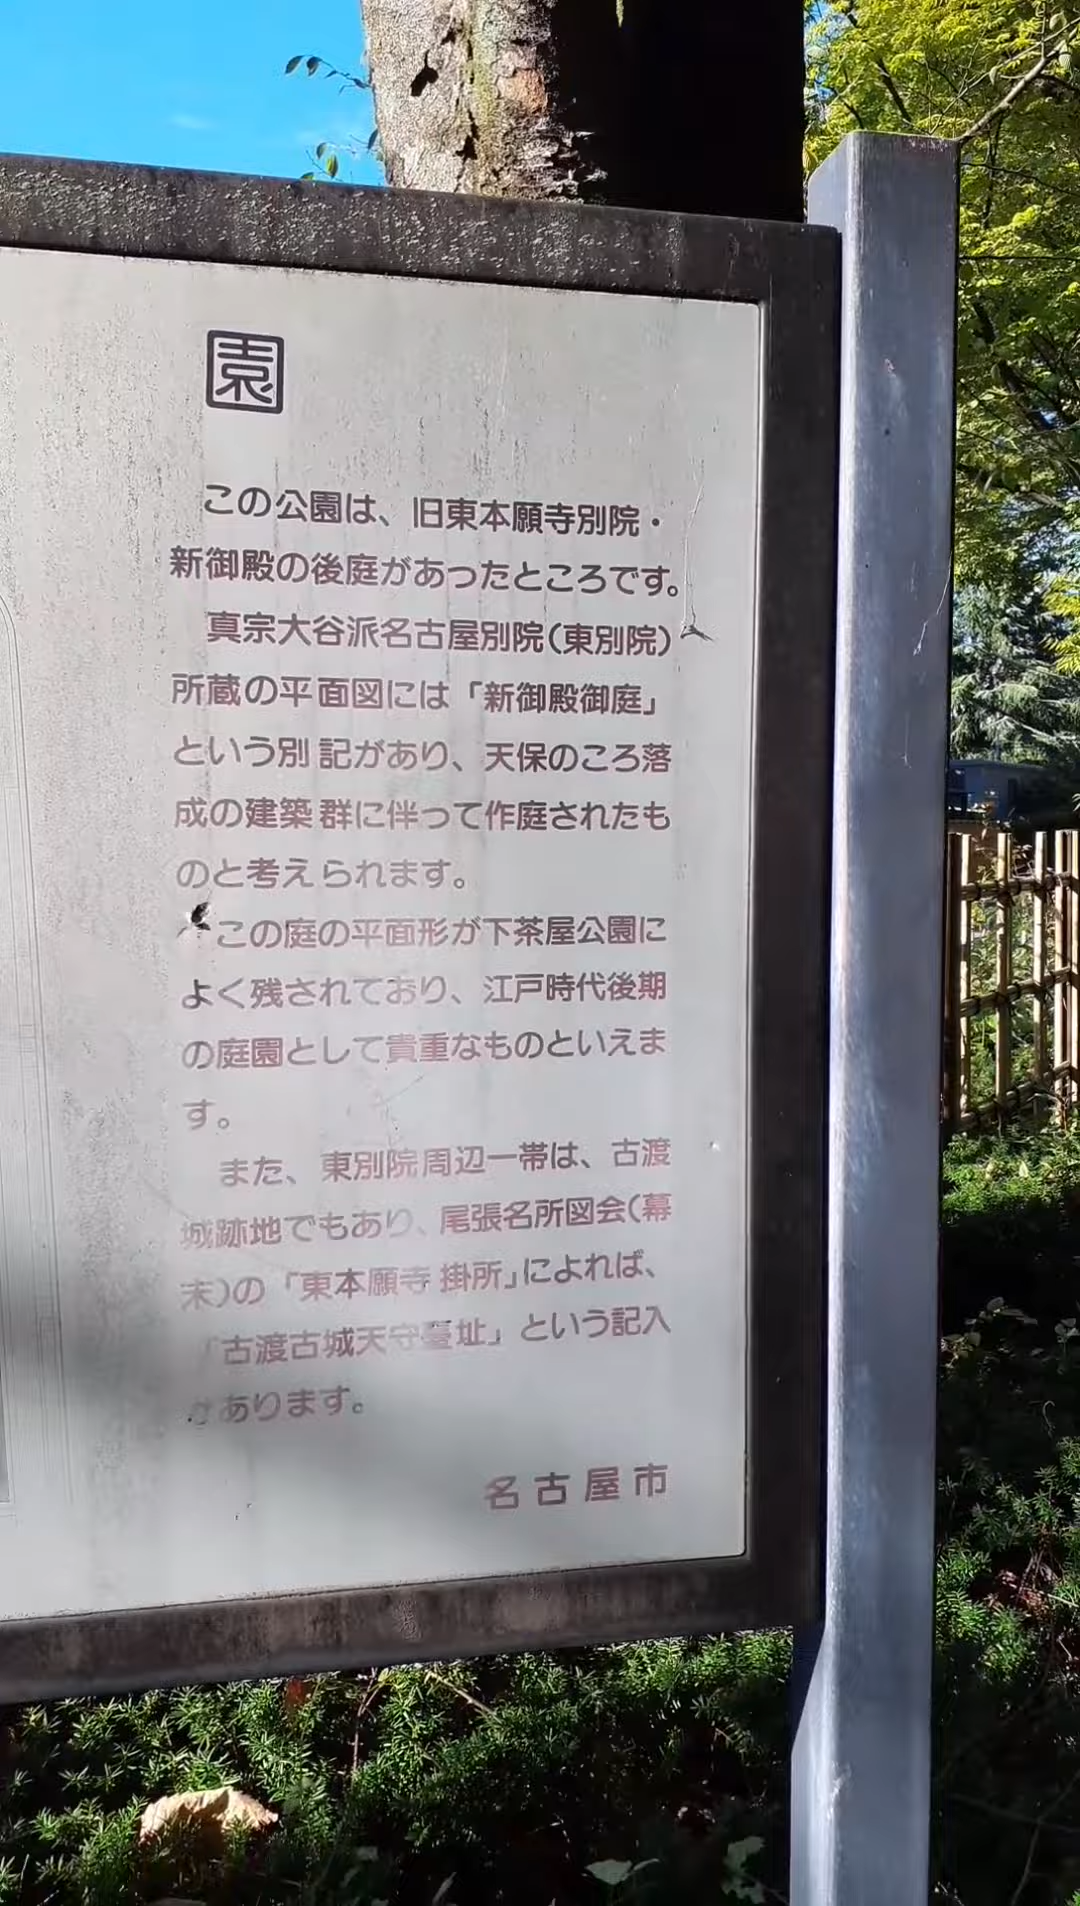 園
この公園は、旧東本願寺別院・
新御殿の後庭があったところです。
真宗大谷派名古屋別院(東別院)
所蔵の平面図には「新御殿御庭」
という別記があり、天保のころ落
成の建築群に伴って作庭されたも
のと考えられます。
この庭の平面形が下茶屋公園に
よく残されており、江戸時代後期
の庭園として貴重なものといえま
す。
また、東別院周辺一帯は、古渡
城跡地でもあり、尾張名所図会(幕
末)の「東本願寺掛所」によれば、
「古渡古城天守臺址」という記入
があります。
名古屋市